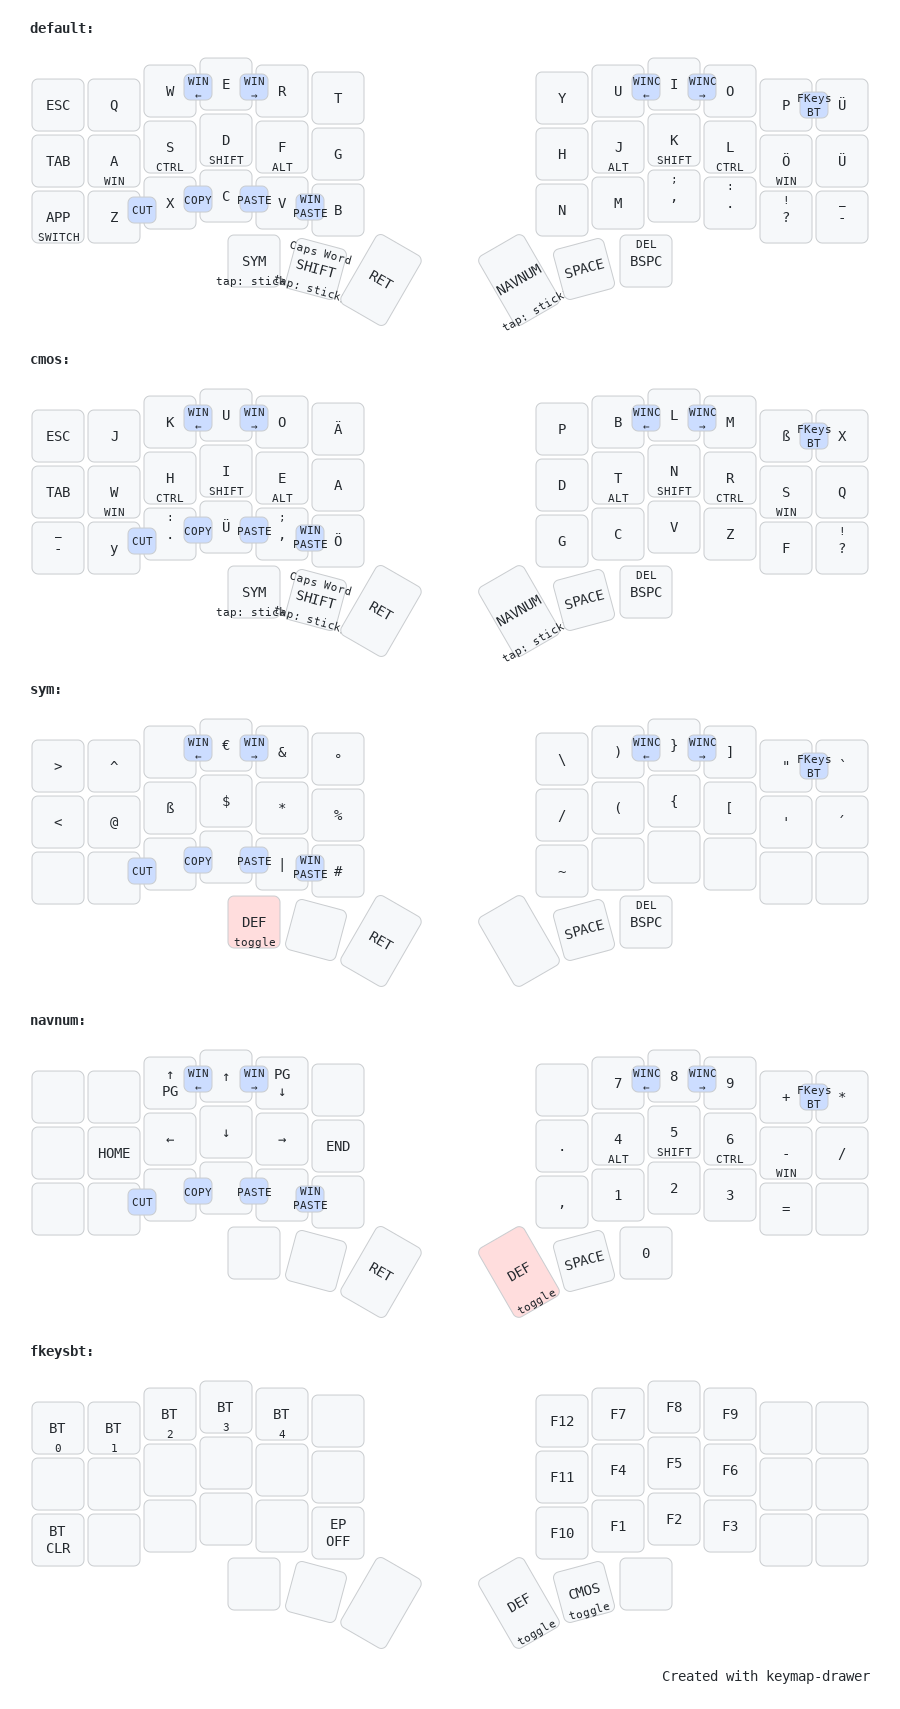 default:
ESC Q W WIN ← E WIN → R T Y U WINC ← I WINC → O P FKeys BT Ü
TAB A WIN S CTRL D SHIFT F ALT G H J ALT K SHIFT L CTRL Ö WIN Ü
APP SWITCH Z CUT X COPY C PASTE V WIN PASTE B N M ; , : . ! ? _ -
SYM tap: stick Caps Word SHIFT tap: stick RET NAVNUM tap: stick SPACE DEL BSPC
cmos:
ESC J K WIN ← U WIN → O Ä P B WINC ← L WINC → M ß FKeys BT X
TAB W WIN H CTRL I SHIFT E ALT A D T ALT N SHIFT R CTRL S WIN Q
_ - y CUT : . COPY Ü PASTE ; , WIN PASTE Ö G C V Z F ! ?
SYM tap: stick Caps Word SHIFT tap: stick RET NAVNUM tap: stick SPACE DEL BSPC
sym:
> ^ WIN ← € WIN → & ° \ ) WINC ← } WINC → ] " FKeys BT `
< @ ß $ * % / ( { [ ' ´
CUT COPY PASTE | WIN PASTE # ~
DEF toggle RET SPACE DEL BSPC
navnum:
↑ PG WIN ← ↑ WIN → PG ↓ 7 WINC ← 8 WINC → 9 + FKeys BT *
HOME ← ↓ → END . 4 ALT 5 SHIFT 6 CTRL - WIN /
CUT COPY PASTE WIN PASTE , 1 2 3 =
RET DEF toggle SPACE 0
fkeysbt:
BT 0 BT 1 BT 2 BT 3 BT 4 F12 F7 F8 F9
F11 F4 F5 F6
BT CLR EP OFF F10 F1 F2 F3
DEF toggle CMOS toggle
Created with keymap-drawer